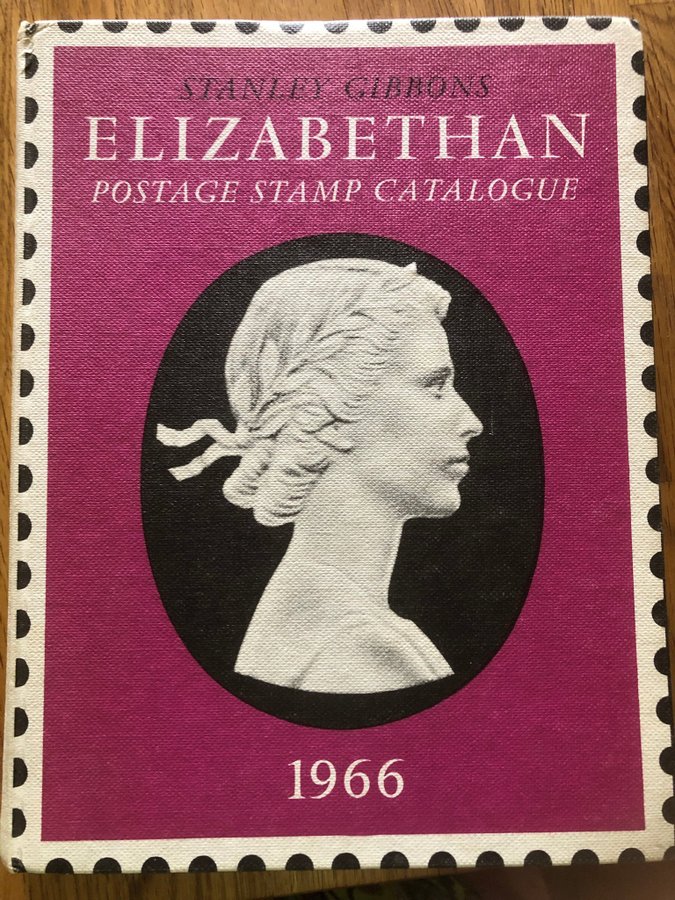 STANLEY GIBBONS
ELIZABETHAN
POSTAGE STAMP CATALOGUE
1966